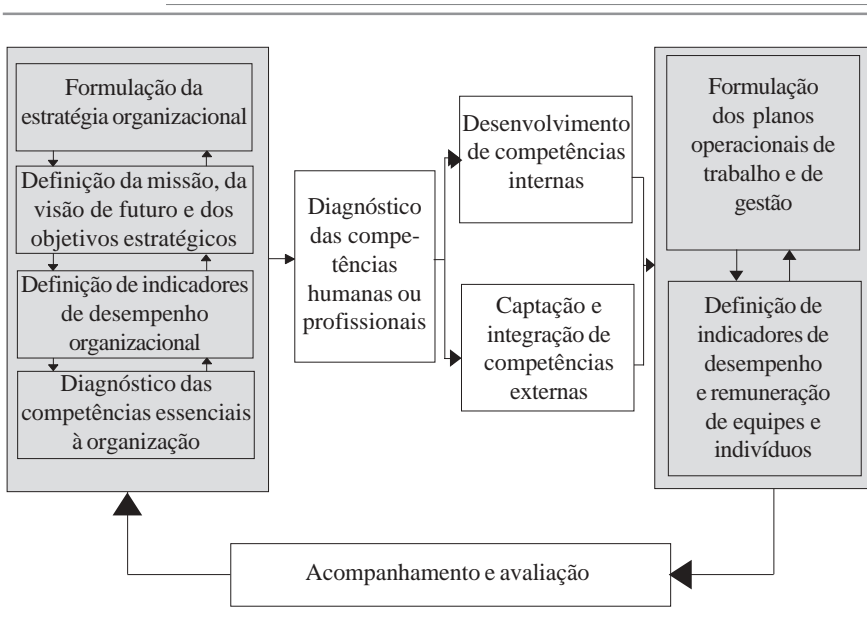 Formulação da
estratégia organizacional
Definição da missão, da
visão de futuro e dos
objetivos estratégicos
Definição de indicadores
de desempenho
organizacional
Diagnóstico das
competências essenciais
à organização
Diagnóstico
das compe-
tências
humanas ou
profissionais
Desenvolvimento
de competências
internas
Captação e
integração de
competências
externas
Formulação
dos planos
operacionais de
trabalho e de
gestão
Definição de
indicadores de
desempenho
e remuneração
de equipes e
indivíduos
Acompanhamento e avaliação